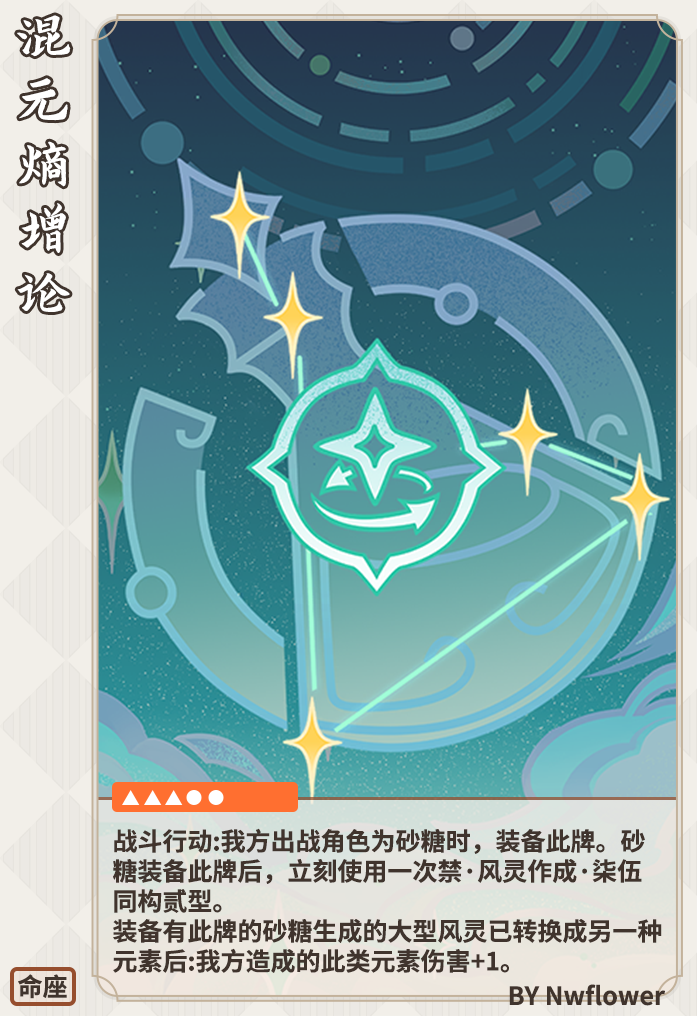 混元熵增论
战斗行动:我方出战角色为砂糖时，装备此牌。砂
糖装备此牌后，立刻使用一次禁·风灵作成·柒伍
同构贰型。
装备有此牌的砂糖生成的大型风灵已转换成另一种
元素后:我方造成的此类元素伤害+1。
命座
BY Nwflower